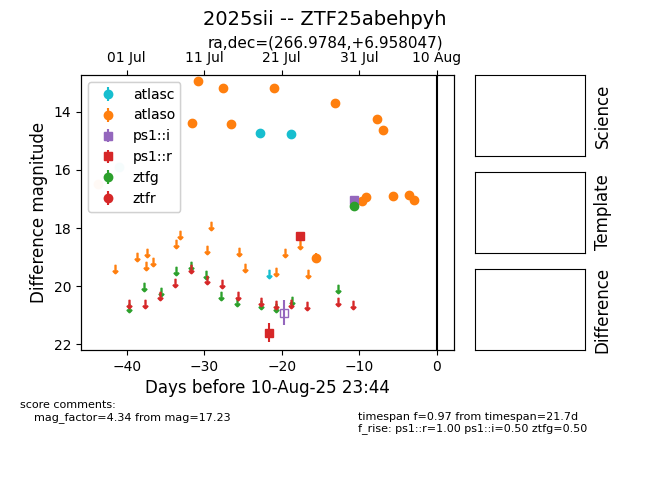 2025sii -- ZTF25abehpyh
ra,dec=(266.9784,+6.958047)
01 Jul
11 Jul
21 Jul
31 Jul
10 Aug
atlasc
atlaso
ps1::i
ps1::r
ztfg
ztfr
14
16
18
20
22
Difference magnitude
−40
−30
−20
−10
0
Days before 10-Aug-25 23:44
Science
Template
Difference
score comments:
mag_factor=4.34 from mag=17.23
timespan f=0.97 from timespan=21.7d
f_rise: ps1::r=1.00 ps1::i=0.50 ztfg=0.50